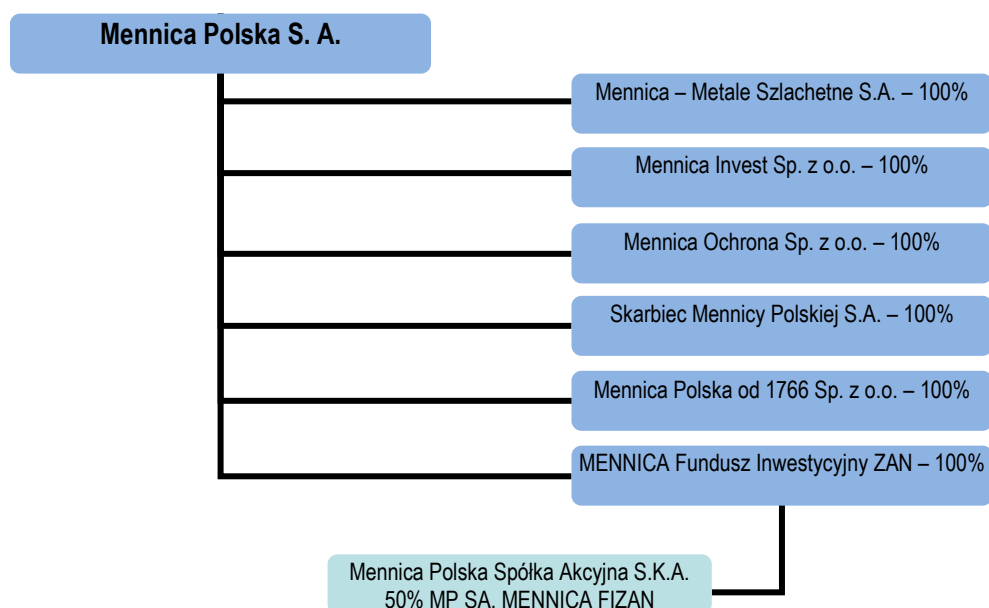 Mennica Polska S. A.
Mennica – Metale Szlachetne S.A. – 100%
Mennica Invest Sp. z o.o. – 100%
Mennica Ochrona Sp. z o.o. – 100%
Skarbiec Mennicy Polskiej S.A. – 100%
Mennica Polska od 1766 Sp. z o.o. – 100%
MENNICA Fundusz Inwestycyjny ZAN – 100%
Mennica Polska Spółka Akcyjna S.K.A.
50% MP SA, MENNICA FIZAN